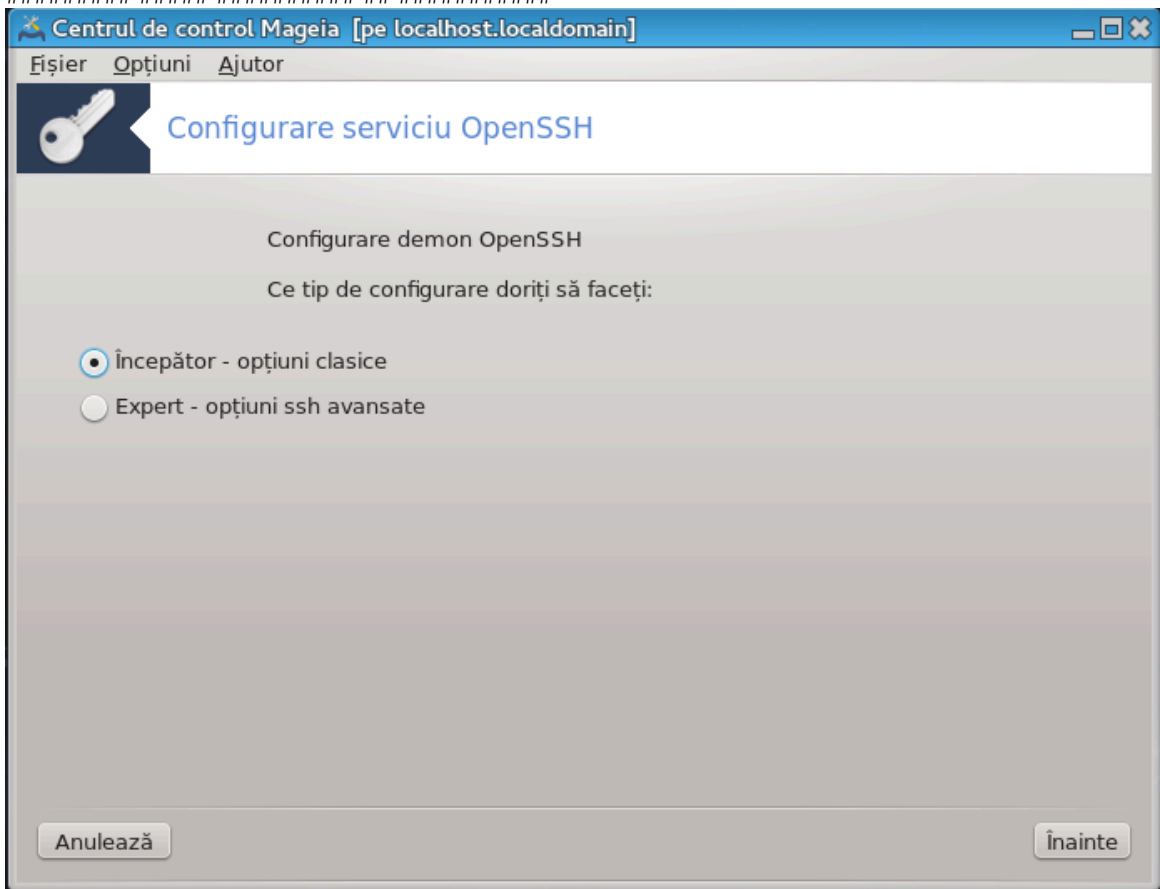 Centrul de control Mageia [pe localhost.localdomain]
Fișier Opțiuni Ajutor
Configurare serviciu OpenSSH
Configurare demon OpenSSH
Ce tip de configurare doriți să faceți:
Începător - opțiuni clasice
Expert - opțiuni ssh avansate
Anulează Înainte